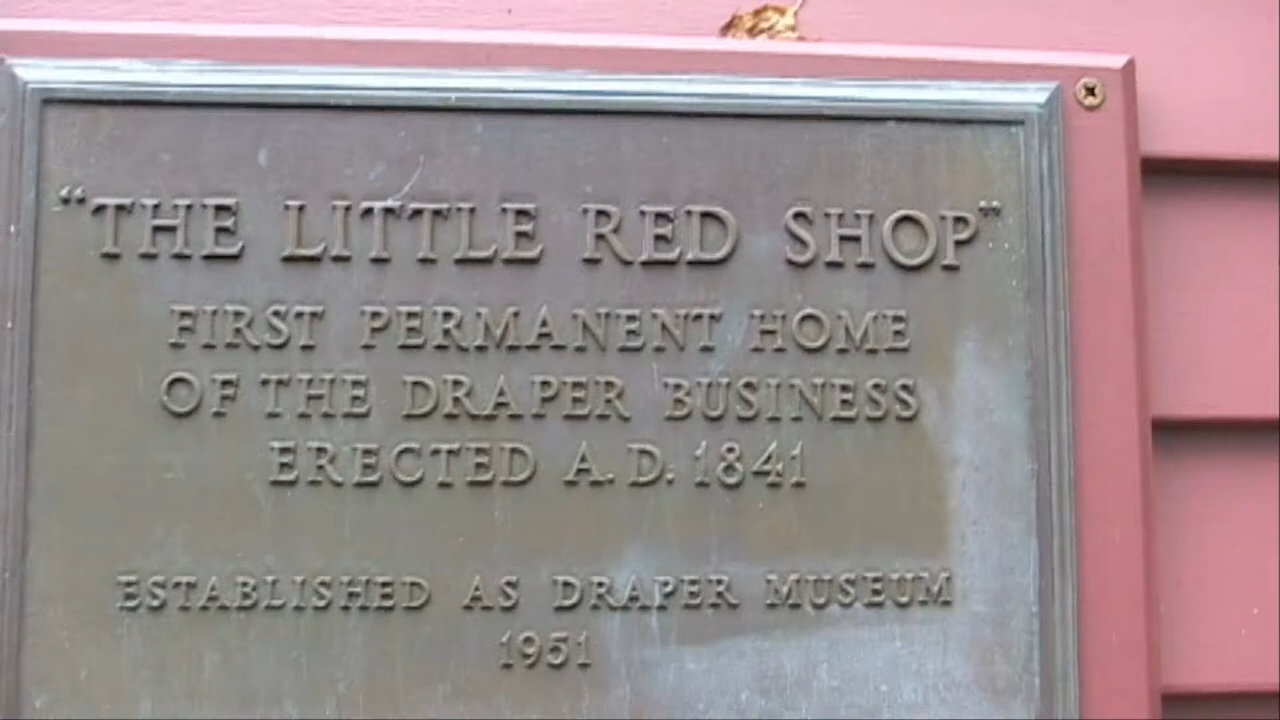 “THE LITTLE RED SHOP”
FIRST PERMANENT HOME
OF THE DRAPER BUSINESS
ERECTED A.D. 1841
ESTABLISHED AS DRAPER MUSEUM
1951